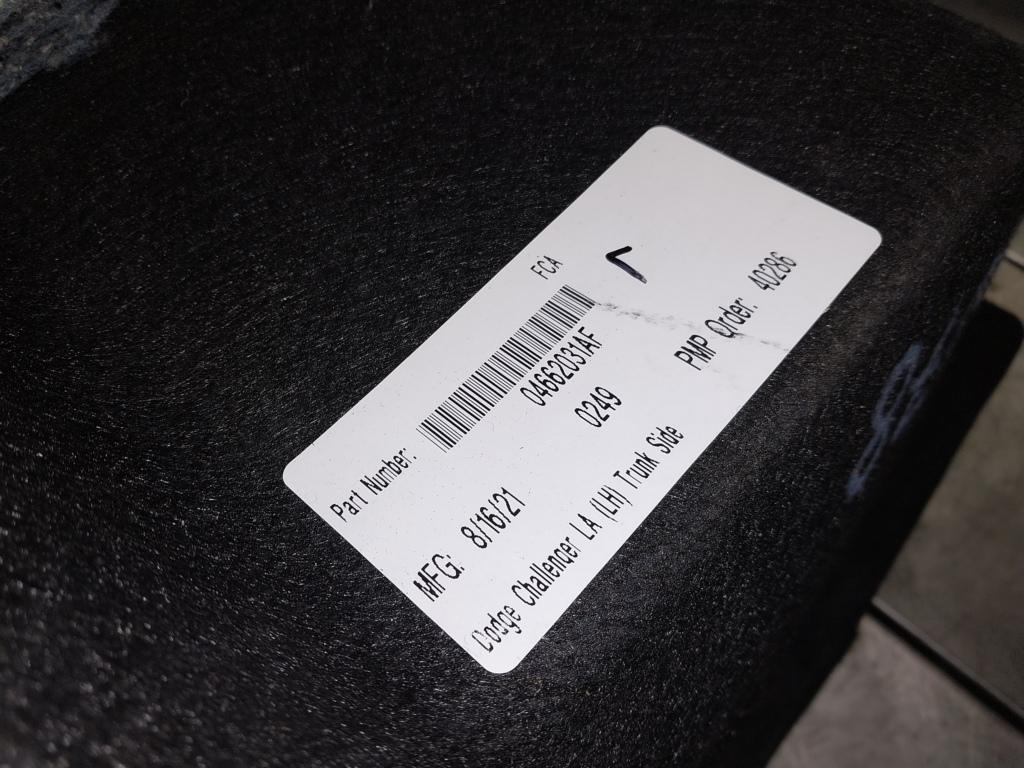 FCA
Part Number:
04662031AF
MFG: 8/16/21 0249 PMP Order: 40286
Dodge Challenger LA (LH) Trunk Side